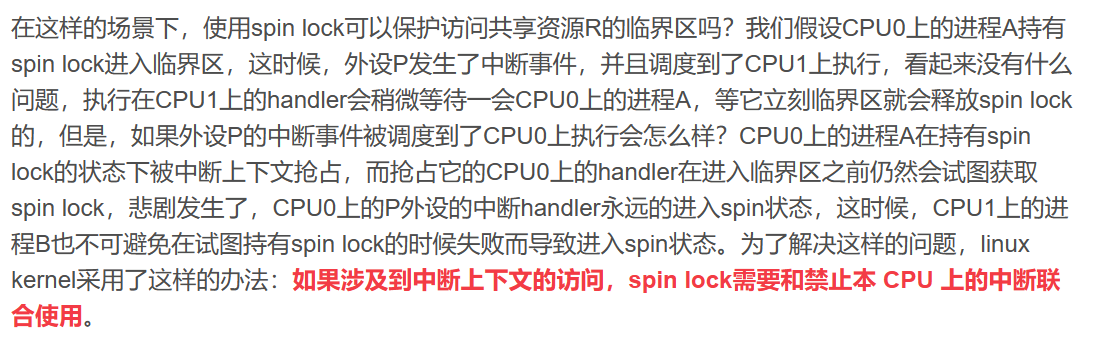 在这样的场景下，使用spin lock可以保护访问共享资源R的临界区吗？我们假设CPU0上的进程A持有
spin lock进入临界区，这时候，外设P发生了中断事件，并且调度到了CPU1上执行，看起来没有什么
问题，执行在CPU1上的handler会稍微等待一会CPU0上的进程A，等它立刻临界区就会释放spin lock
的，但是，如果外设P的中断事件被调度到了CPU0上执行会怎么样？CPU0上的进程A在持有spin
lock的状态下被中断上下文抢占，而抢占它的CPU0上的handler在进入临界区之前仍然会试图获取
spin lock，悲剧发生了，CPU0上的P外设的中断handler永远的进入spin状态，这时候，CPU1上的进
程B也不可避免在试图持有spin lock的时候失败而导致进入spin状态。为了解决这样的问题，linux
kernel采用了这样的办法：如果涉及到中断上下文的访问，spin lock需要和禁止本 CPU 上的中断联
合使用。